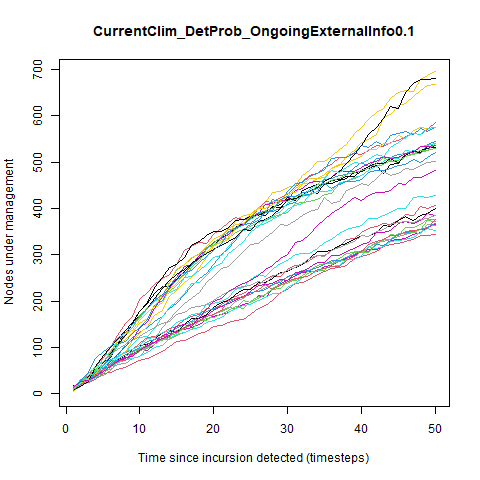 CurrentClim_DetProb_OngoingExternalInfo0.1
Nodes under management
700
600
500
400
300
200
100
0
0 10 20 30 40 50
Time since incursion detected (timesteps)